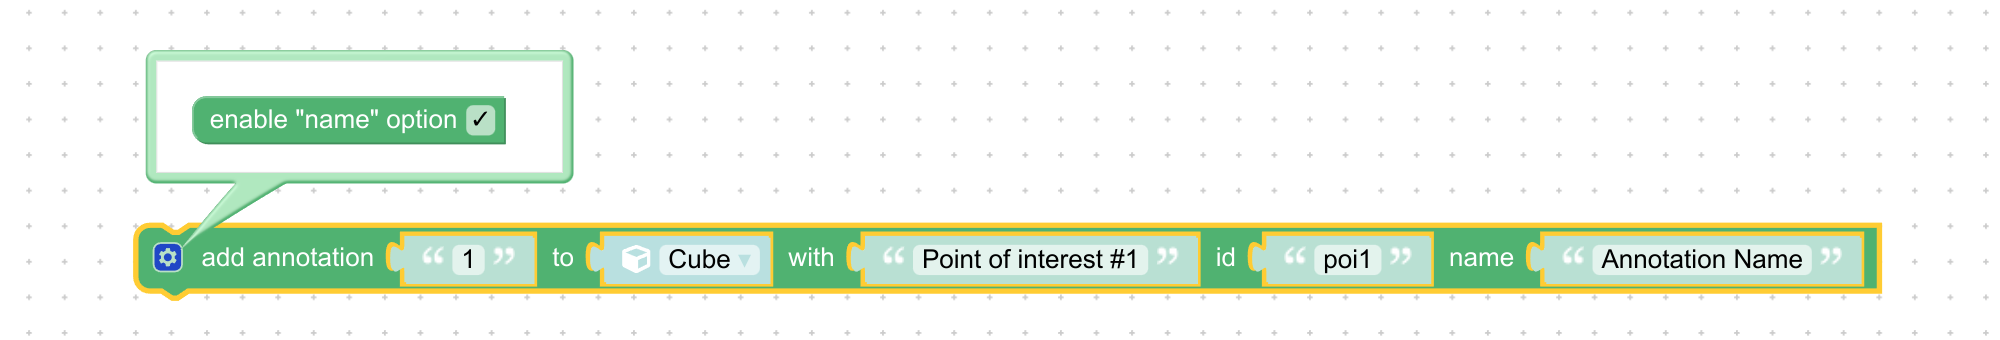 enable "name" option ✓
add annotation “ 1 ” to Cube ▾ with “ Point of interest #1 ” id “ poi1 ” name “ Annotation Name ”